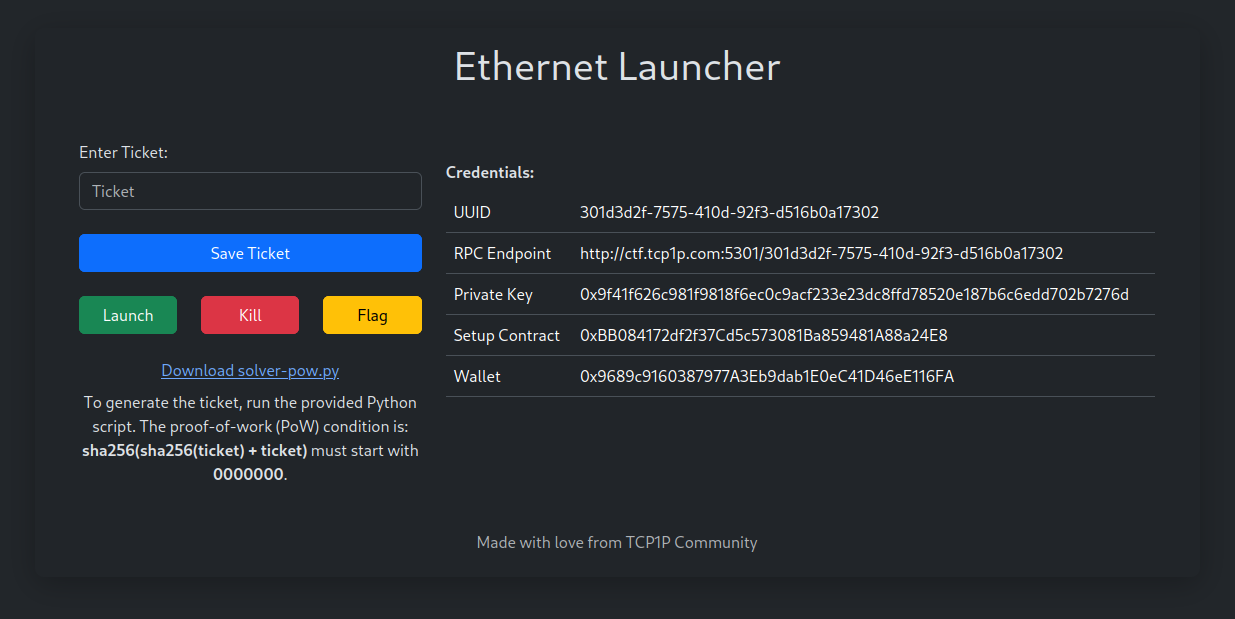 Ethernet Launcher
Enter Ticket:
Ticket
Save Ticket
Launch Kill Flag
Download solver-pow.py
To generate the ticket, run the provided Python
script. The proof-of-work (PoW) condition is:
sha256(sha256(ticket) + ticket) must start with
0000000.
Credentials:
UUID 301d3d2f-7575-410d-92f3-d516b0a17302
RPC Endpoint http://ctf.tcp1p.com:5301/301d3d2f-7575-410d-92f3-d516b0a17302
Private Key 0x9f41f626c981f9818f6ec0c9acf233e23dc8ffd78520e187b6c6edd702b7276d
Setup Contract 0xBB084172df2f37Cd5c573081Ba859481A88a24E8
Wallet 0x9689c9160387977A3Eb9dab1E0eC41D46eE116FA
Made with love from TCP1P Community